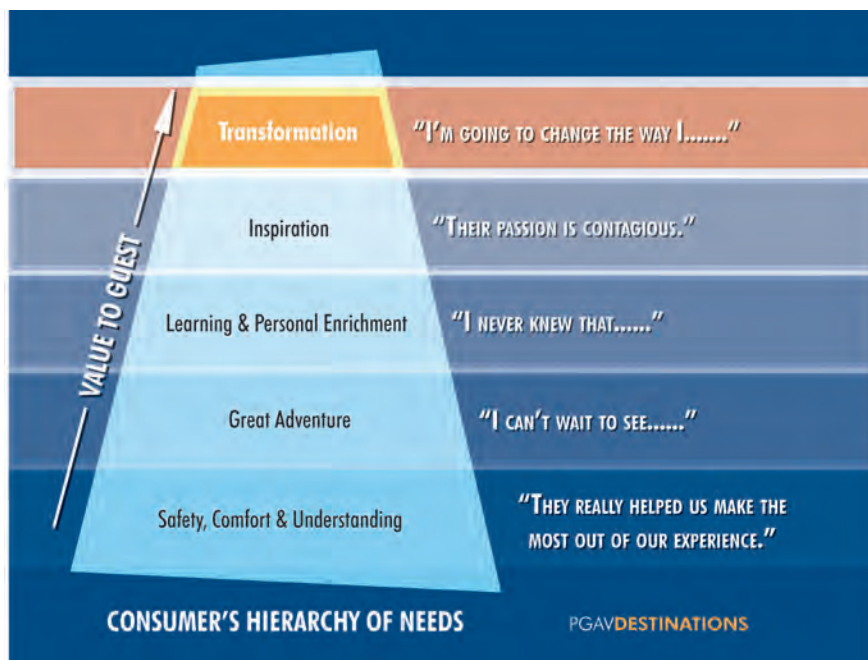 Transformation
"I'M GOING TO CHANGE THE WAY I......."
Inspiration
"THEIR PASSION IS CONTAGIOUS."
VALUE TO GUEST
Learning & Personal Enrichment
"I NEVER KNEW THAT......"
Great Adventure
"I CAN'T WAIT TO SEE......"
Safety, Comfort & Understanding
"THEY REALLY HELPED US MAKE THE
MOST OUT OF OUR EXPERIENCE."
CONSUMER'S HIERARCHY OF NEEDS
PGAVDESTINATIONS